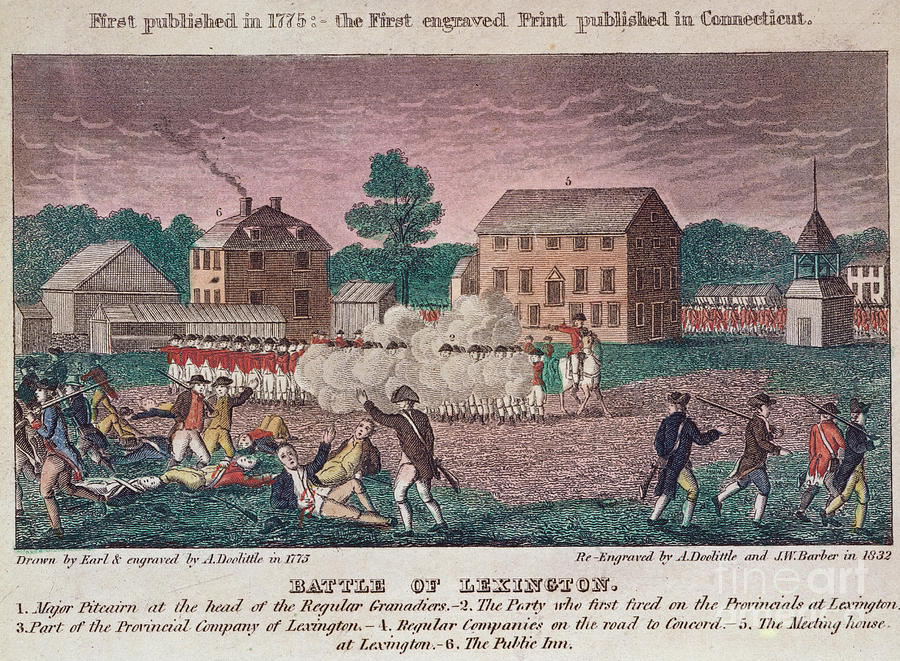 First published in 1775:- the First engraved Print published in Connecticut.
6
5
2
Drawn by Earl & engraved by A.Doolittle in 1775
Re-Engraved by A.Doolittle and J.W.Barber in 1832
BATTLE OF LEXINGTON.
1. Major Pitcairn at the head of the Regular Granadiers.-2. The Party who first fired on the Provincials at Lexington.
3.Part of the Provincial Company of Lexington.-4. Regular Companies on the road to Concord.-5. The Meeting house
at Lexington.-6. The Public Inn.
fineart